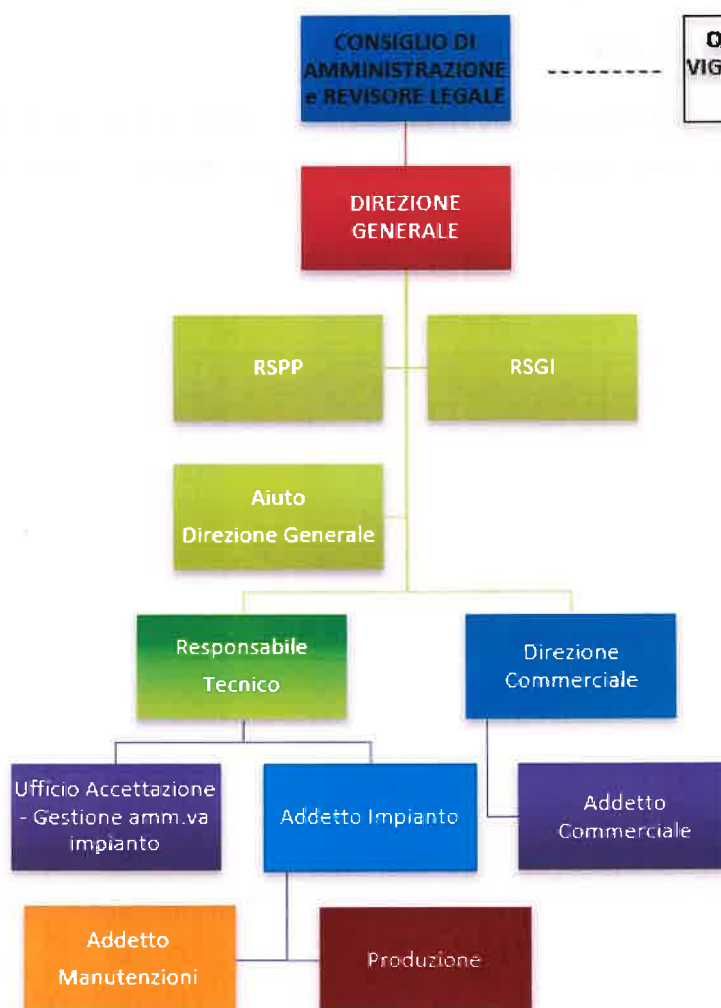 CONSIGLIO DI
AMMINISTRAZIONE
e REVISORE LEGALE
DIREZIONE
GENERALE
RSPP
RSGI
Aiuto
Direzione Generale
Responsabile
Tecnico
Direzione
Commerciale
Ufficio Accettazione
- Gestione amm.va
impianto
Addetto Impianto
Addetto
Commerciale
Addetto
Manutenzioni
Produzione